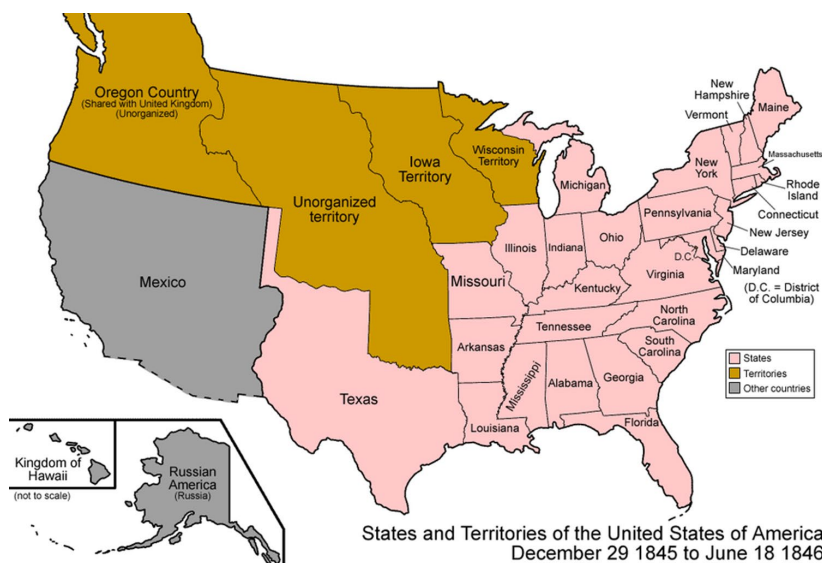 Oregon Country
(Shared with United Kingdom)
(Unorganized)
Unorganized
territory
Iowa
Territory
Wisconsin
Territory
Michigan
New
Hampshire
Vermont
Maine
Massachusetts
New
York
Rhode
Island
Connecticut
Pennsylvania
New Jersey
Delaware
Maryland
(D.C. = District
of Columbia)
D.C.
Illinois
Indiana
Ohio
Virginia
Kentucky
Missouri
Mexico
Tennessee
North
Carolina
South
Carolina
Arkansas
Texas
Mississippi
Alabama
Georgia
Louisiana
Florida
States
Territories
Other countries
Kingdom of
Hawaii
(not to scale)
Russian
America
(Russia)
States and Territories of the United States of America
December 29 1845 to June 18 1846